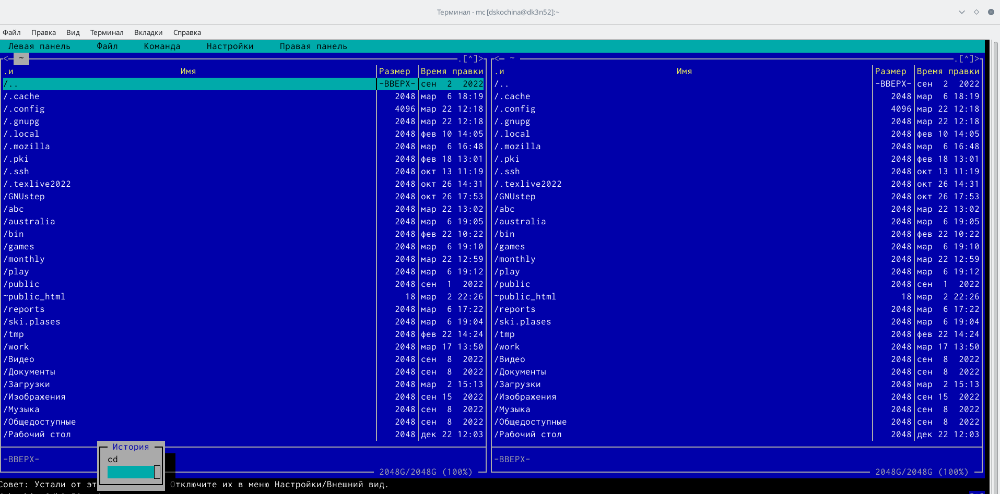 Терминал - mc [dskochina@dk3n52]:~
Файл Правка Вид Терминал Вкладки Справка
Левая панель Файл Команда Настройки Правая панель
<─ ~ .[^]> <─ ~ .[^]>
.и Имя Размер Время правки .и Имя Размер Время правки
/.. -ВВЕРХ- сен 2 2022 /.. -ВВЕРХ- сен 2 2022
/.cache 2048 мар 6 18:19 /.cache 2048 мар 6 18:19
/.config 4096 мар 22 12:18 /.config 4096 мар 22 12:18
/.gnupg 2048 мар 22 12:18 /.gnupg 2048 мар 22 12:18
/.local 2048 фев 10 14:05 /.local 2048 фев 10 14:05
/.mozilla 2048 мар 6 16:48 /.mozilla 2048 мар 6 16:48
/.pki 2048 фев 18 13:01 /.pki 2048 фев 18 13:01
/.ssh 2048 окт 13 11:19 /.ssh 2048 окт 13 11:19
/.texlive2022 2048 окт 26 14:31 /.texlive2022 2048 окт 26 14:31
/GNUstep 2048 окт 26 17:53 /GNUstep 2048 окт 26 17:53
/abc 2048 мар 22 13:02 /abc 2048 мар 22 13:02
/australia 2048 мар 6 19:05 /australia 2048 мар 6 19:05
/bin 2048 фев 22 10:22 /bin 2048 фев 22 10:22
/games 2048 мар 6 19:10 /games 2048 мар 6 19:10
/monthly 2048 мар 22 12:59 /monthly 2048 мар 22 12:59
/play 2048 мар 6 19:12 /play 2048 мар 6 19:12
/public 2048 сен 1 2022 /public 2048 сен 1 2022
~public_html 18 мар 2 22:26 ~public_html 18 мар 2 22:26
/reports 2048 мар 6 17:22 /reports 2048 мар 6 17:22
/ski.plases 2048 мар 6 19:04 /ski.plases 2048 мар 6 19:04
/tmp 2048 фев 22 14:24 /tmp 2048 фев 22 14:24
/work 2048 мар 17 13:50 /work 2048 мар 17 13:50
/Видео 2048 сен 8 2022 /Видео 2048 сен 8 2022
/Документы 2048 сен 8 2022 /Документы 2048 сен 8 2022
/Загрузки 2048 мар 2 15:13 /Загрузки 2048 мар 2 15:13
/Изображения 2048 сен 15 2022 /Изображения 2048 сен 15 2022
/Музыка 2048 сен 8 2022 /Музыка 2048 сен 8 2022
/Общедоступные 2048 сен 8 2022 /Общедоступные 2048 сен 8 2022
/Рабочий стол 2048 дек 22 12:03 /Рабочий стол 2048 дек 22 12:03
История
-ВВЕРХ- cd -ВВЕРХ-
2048G/2048G (100%) 2048G/2048G (100%)
Совет: Устали от эт Отключите их в меню Настройки/Внешний вид.